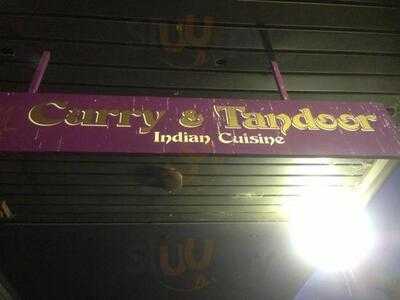 Curry & Tandoor
Indian Cuisine